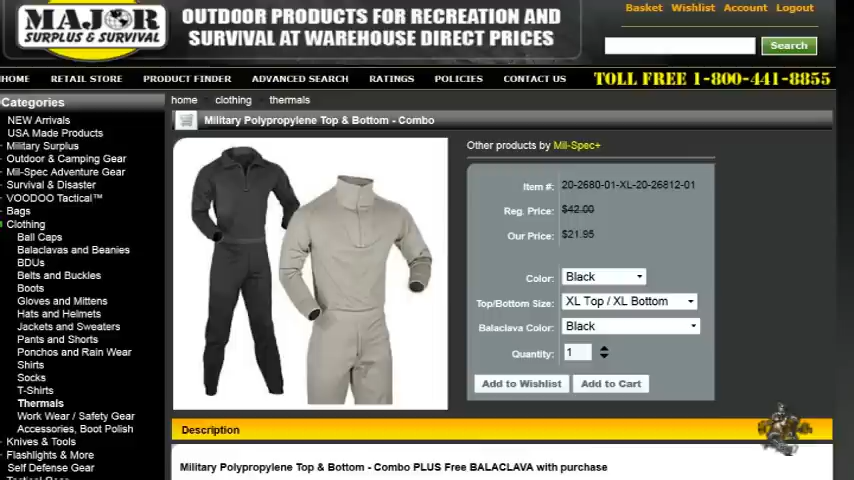 MAJOR
SURPLUS & SURVIVAL
OUTDOOR PRODUCTS FOR RECREATION AND
SURVIVAL AT WAREHOUSE DIRECT PRICES
Basket Wishlist Account Logout
Search
HOME RETAIL STORE PRODUCT FINDER ADVANCED SEARCH RATINGS POLICIES CONTACT US TOLL FREE 1-800-441-8855
Categories
NEW Arrivals
USA Made Products
Military Surplus
Outdoor & Camping Gear
Mil-Spec Adventure Gear
Survival & Disaster
VOODOO Tactical™
Bags
Clothing
Ball Caps
Balaclavas and Beanies
BDUs
Belts and Buckles
Boots
Gloves and Mittens
Hats and Helmets
Jackets and Sweaters
Pants and Shorts
Ponchos and Rain Wear
Shirts
Socks
T-Shirts
Thermals
Work Wear / Safety Gear
Accessories, Boot Polish
Knives & Tools
Flashlights & More
Self Defense Gear
Tactical Gear
home clothing thermals
Military Polypropylene Top & Bottom - Combo
Other products by Mil-Spec+
Item #: 20-2680-01-XL-20-26812-01
Reg. Price: $42.00
Our Price: $21.95
Color: Black
Top/Bottom Size: XL Top / XL Bottom
Balaclava Color: Black
Quantity: 1
Add to Wishlist Add to Cart
Description
Military Polypropylene Top & Bottom - Combo PLUS Free BALACLAVA with purchase